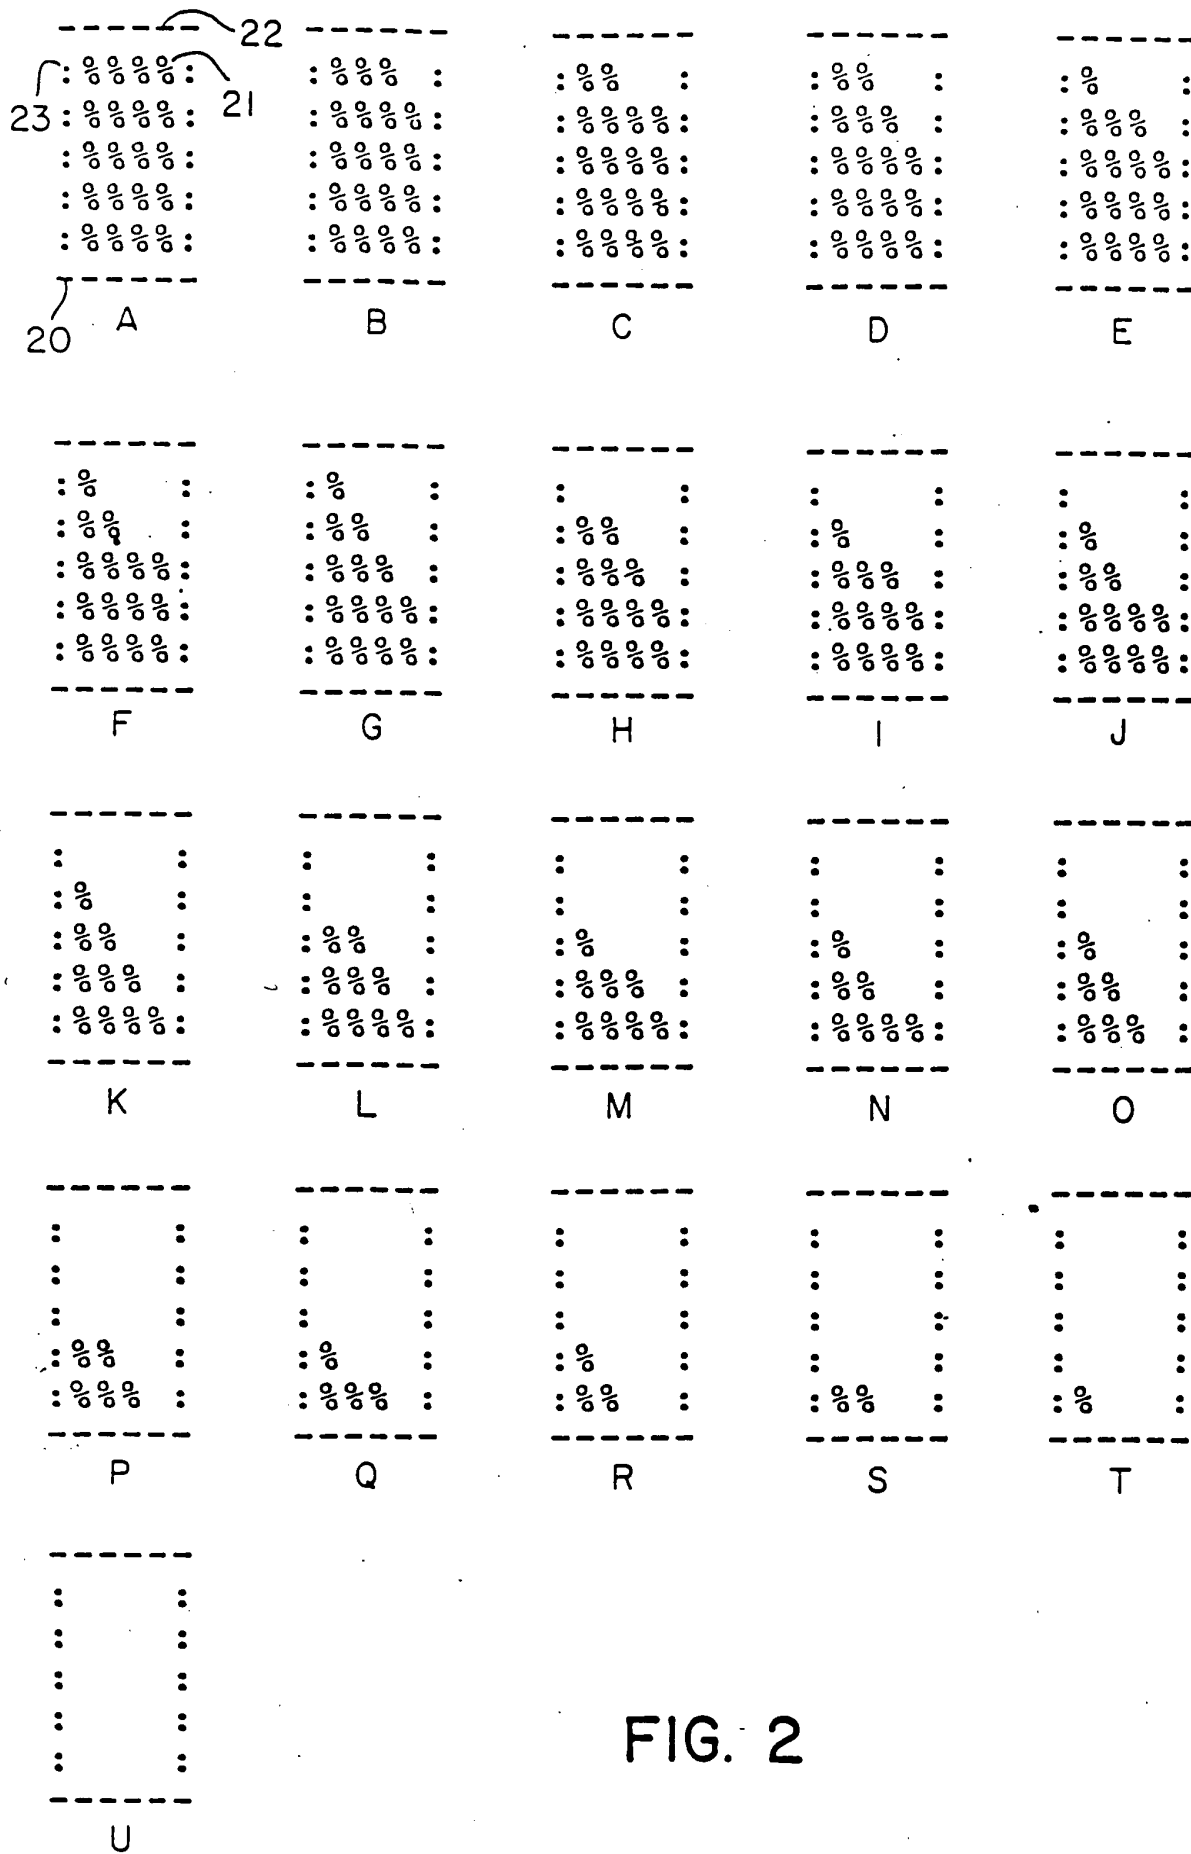 ------ 22 ------ ------ ------ ------
: %%%% : 21 : %%% : : %% : : %% : : % :
23 : %%%% : : %%%% : : %%%% : : %%% : : %%% :
: %%%% : : %%%% : : %%%% : : %%%% : : %%%% :
: %%%% : : %%%% : : %%%% : : %%%% : : %%%% :
: %%%% : : %%%% : : %%%% : : %%%% : : %%%% :
------ ------ ------ ------ ------
20 A B C D E
------ ------ ------ ------ ------
: % : : % : : : : : : :
: %% : : %% : : %% : : % : : % :
: %%%% : : %%% : : %%% : : %%% : : %% :
: %%%% : : %%%% : : %%%% : : %%%% : : %%%% :
: %%%% : : %%%% : : %%%% : : %%%% : : %%%% :
------ ------ ------ ------ ------
F G H I J
------ ------ ------ ------ ------
: : : : : : : : : :
: % : : : : : : : : :
: %% : : %% : : % : : % : : % :
: %%% : : %%% : : %%% : : %% : : %% :
: %%%% : : %%%% : : %%%% : : %%%% : : %%% :
------ ------ ------ ------ ------
K L M N O
------ ------ ------ ------ ------
: : : : : : : : : :
: : : : : : : : : :
: : : : : : : : : :
: %% : : % : : % : : : : :
: %%% : : %%% : : %% : : %% : : % :
------ ------ ------ ------ ------
P Q R S T
------
: :
: :
: :
: :
: :
------
U
FIG. 2